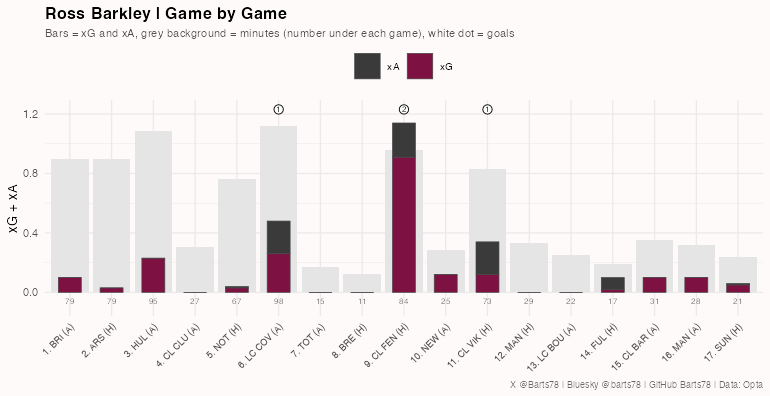 Ross Barkley | Game by Game
Bars = xG and xA, grey background = minutes (number under each game), white dot = goals
xA xG
1 2 1
1.2
0.8
0.4
0.0
xG + xA
79 79 95 27 67 98 15 11 84 25 73 29 22 17 31 28 21
1. BRI (A)
2. ARS (H)
3. HUL (A)
4. CL CLU (A)
5. NOT (H)
6. LC COV (A)
7. TOT (A)
8. BRE (H)
9. CL FEN (H)
10. NEW (A)
11. CL VIK (H)
12. MAN (H)
13. LC BOU (A)
14. FUL (H)
15. CL BAR (A)
16. MAN (A)
17. SUN (H)
X @Barts78 | Bluesky @barts78 | GitHub Barts78 | Data: Opta